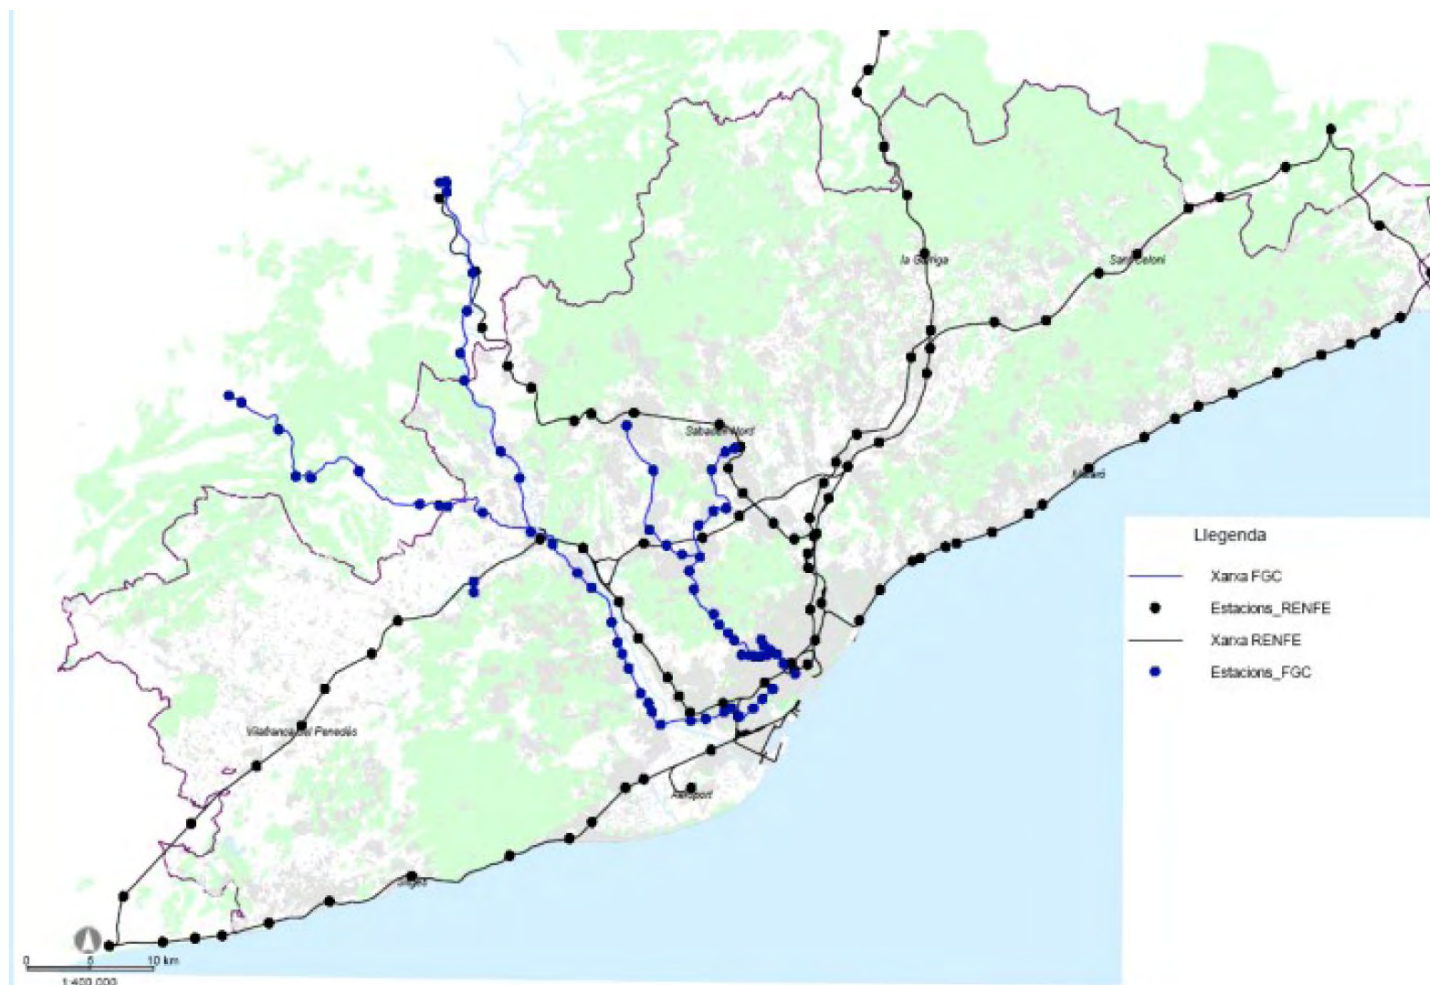 la Garriga
Sant Celoni
Sabadell Nord
Mataró
Llegenda
Xarxa FGC
Estacions_RENFE
Xarxa RENFE
Estacions_FGC
Vilafranca del Penedès
Aeroport
Sitges
0 5 10 km
1:400.000